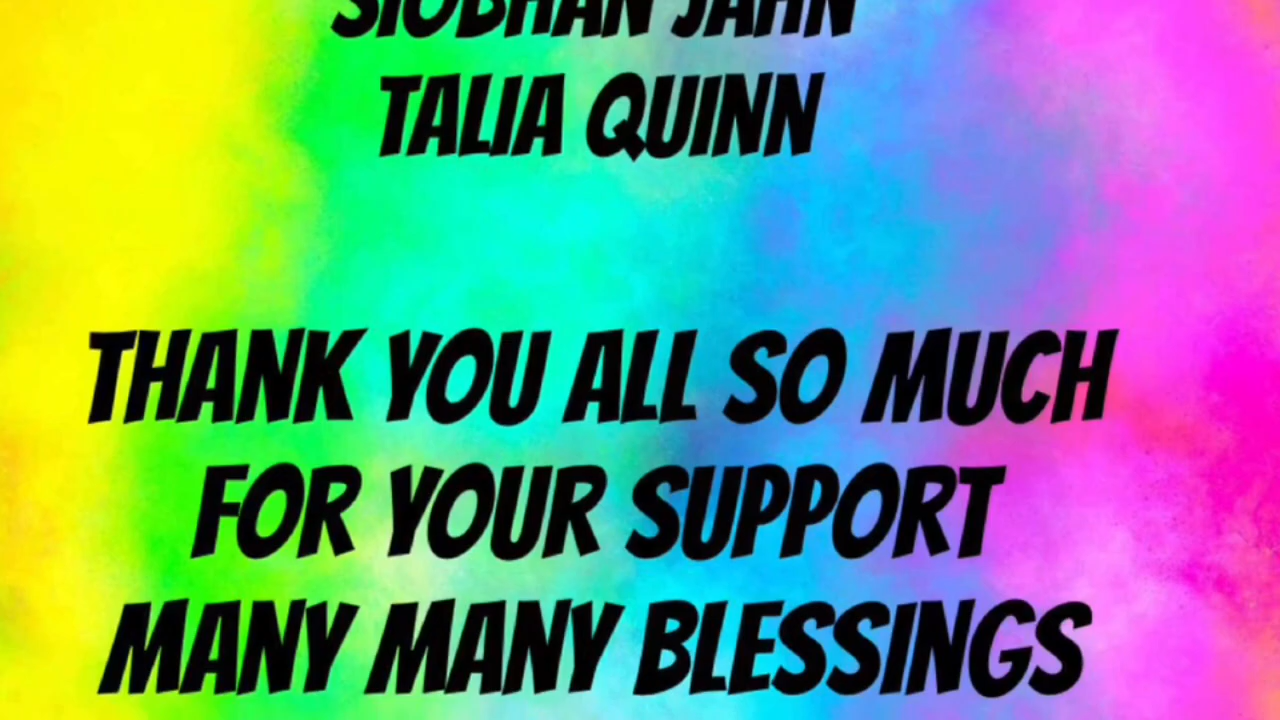 SIOBHAN JAHN
TALIA QUINN
THANK YOU ALL SO MUCH
FOR YOUR SUPPORT
MANY MANY BLESSINGS